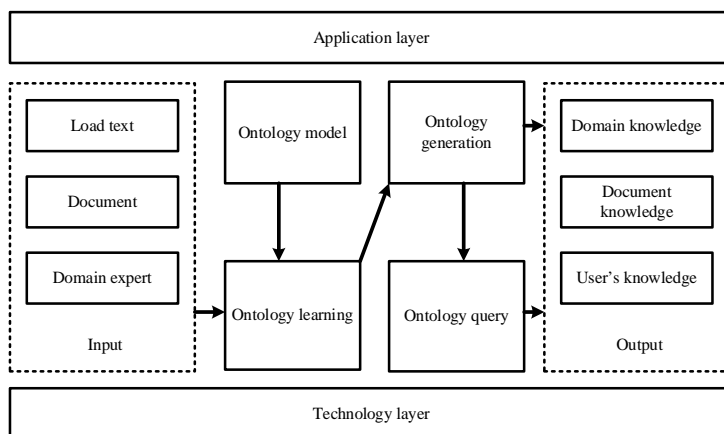 Application layer
Load text
Document
Domain expert
Input
Ontology model
Ontology learning
Ontology
generation
Ontology query
Domain knowledge
Document
knowledge
User's knowledge
Output
Technology layer